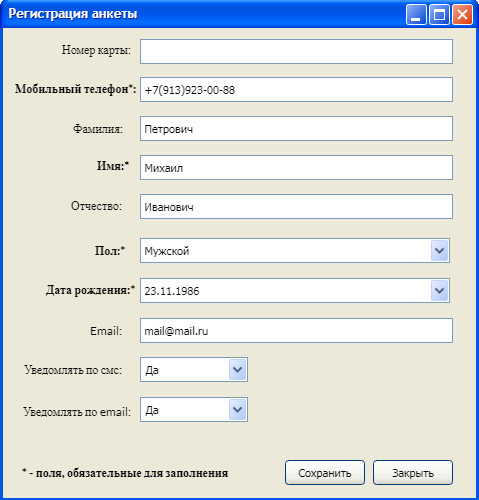 Регистрация анкеты
Номер карты:
Мобильный телефон*: +7(913)923-00-88
Фамилия: Петрович
Имя:* Михаил
Отчество: Иванович
Пол:* Мужской
Дата рождения:* 23.11.1986
Email: mail@mail.ru
Уведомлять по смс: Да
Уведомлять по email: Да
* - поля, обязательные для заполнения Сохранить Закрыть